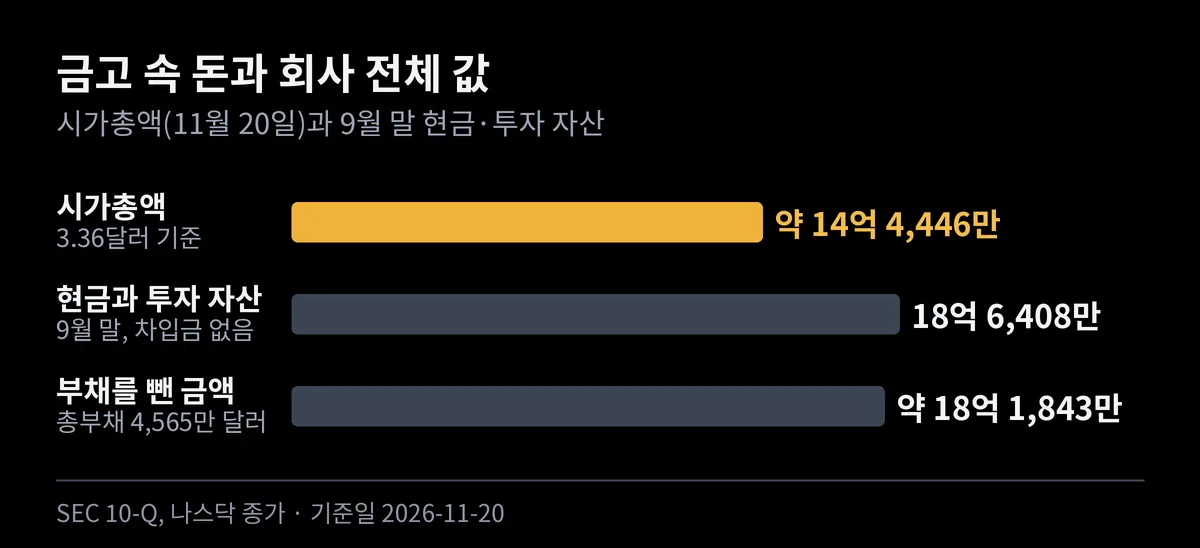 금고 속 돈과 회사 전체 값
시가총액(11월 20일)과 9월 말 현금·투자 자산
시가총액
3.36달러 기준
약 14억 4,446만
현금과 투자 자산
9월 말, 차입금 없음
18억 6,408만
부채를 뺀 금액
총부채 4,565만 달러
약 18억 1,843만
SEC 10-Q, 나스닥 종가 · 기준일 2026-11-20